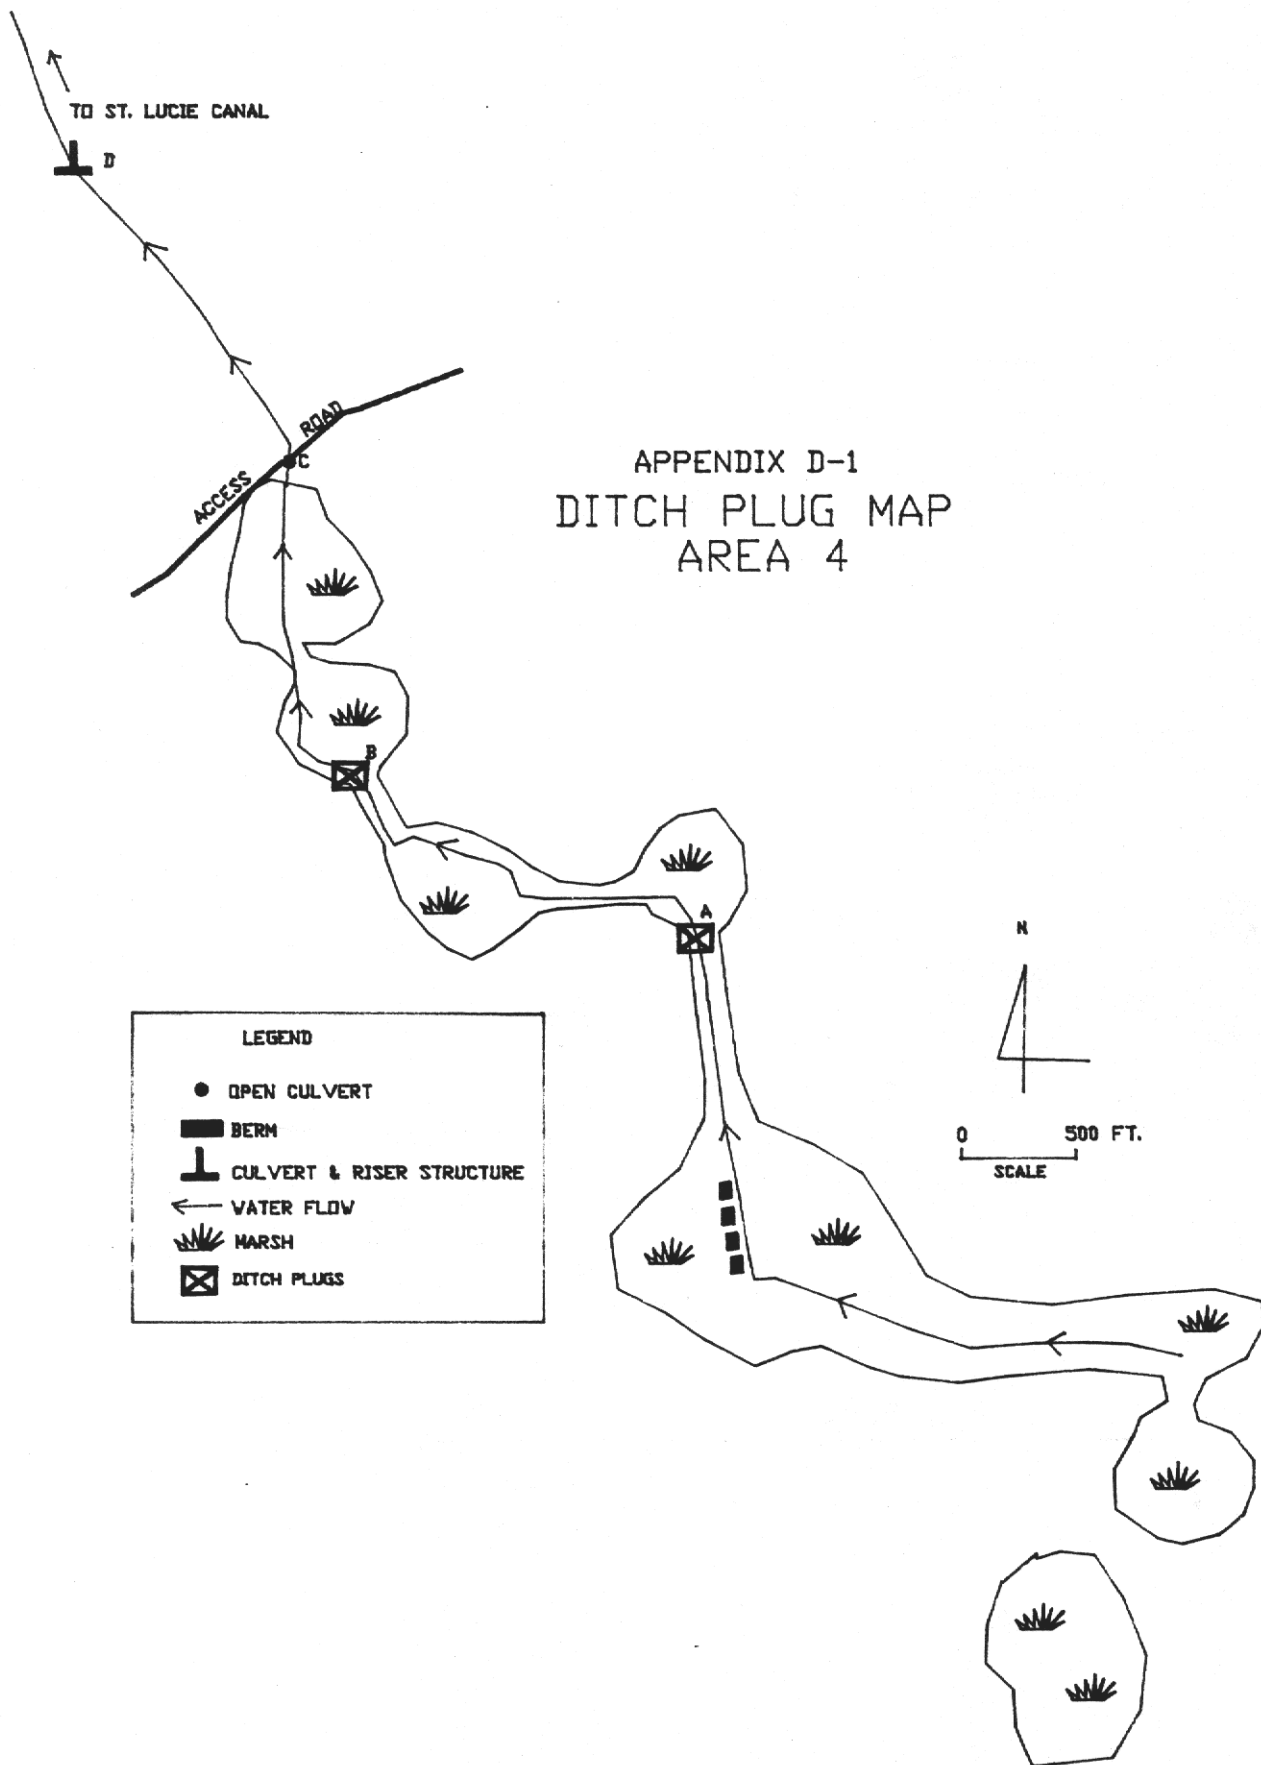 TO ST. LUCIE CANAL
D
ROAD
C
ACCESS
APPENDIX D-1
DITCH PLUG MAP
AREA 4
B
A
N
0 500 FT.
SCALE
LEGEND
OPEN CULVERT
BERM
CULVERT & RISER STRUCTURE
WATER FLOW
MARSH
DITCH PLUGS